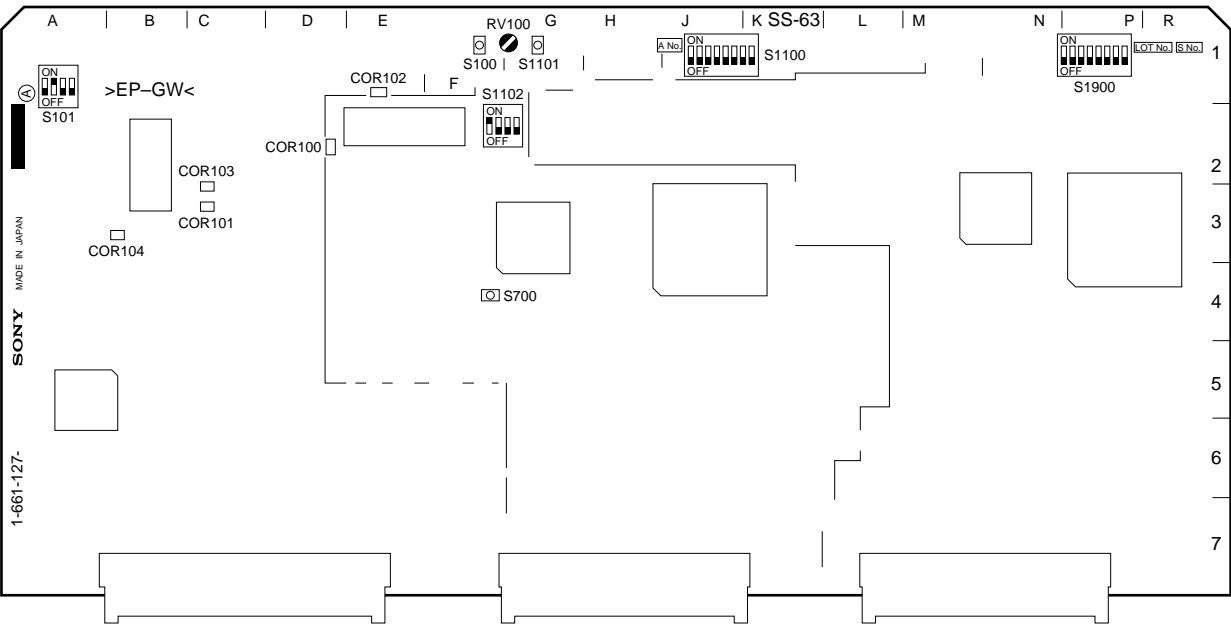 A B C D E G H J K SS-63 L M N P R
RV100
S100 S1101
A No.
ON
OFF
S1100
ON
OFF
S1900
LOT No. S No.
1
ON
OFF
S101
A
>EP–GW<
COR102
F
S1102
ON
OFF
COR100
COR103
2
COR101
3
COR104
MADE IN JAPAN
S700
4
SONY
5
1-661-127-
6
7